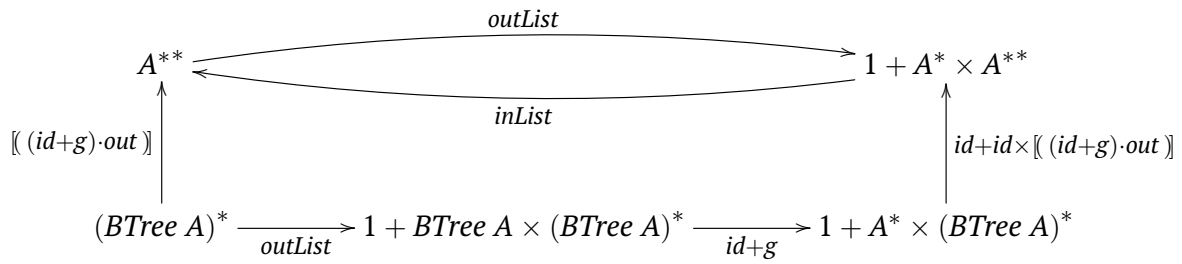 outList
A** 1 + A* × A**
inList
⟦( (id+g)·out )⟧ id+id×⟦( (id+g)·out )⟧
(BTree A)* 1 + BTree A × (BTree A)* 1 + A* × (BTree A)*
outList id+g